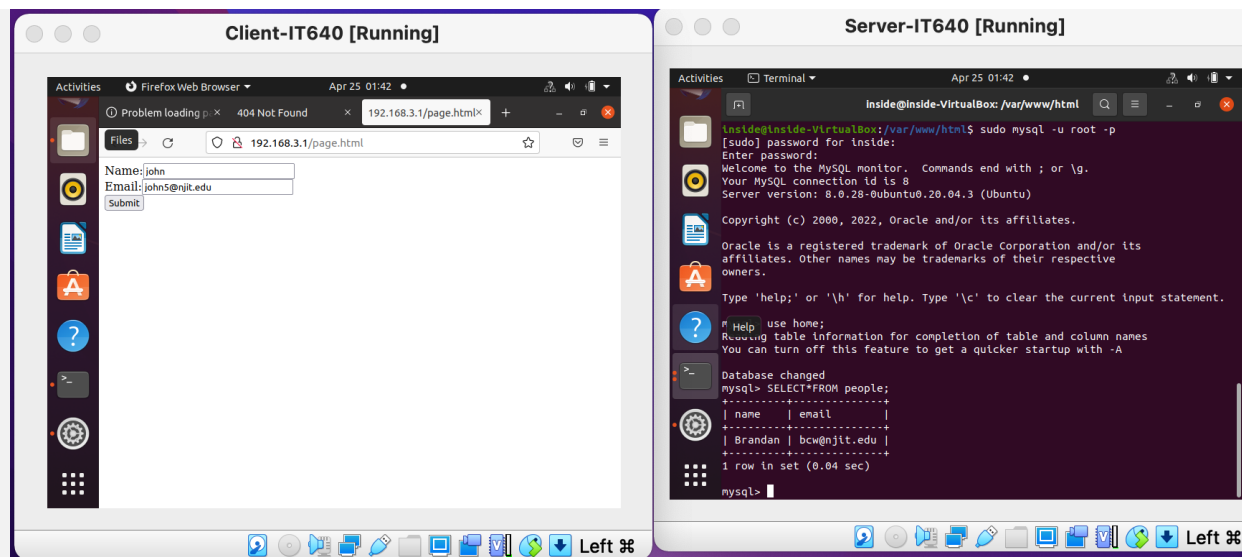 Client-IT640 [Running]
Activities Firefox Web Browser Apr 25 01:42
Problem loading p 404 Not Found 192.168.3.1/page.html
Files 192.168.3.1/page.html
Name: john
Email: john5@njit.edu
Submit
Left ⌘
Server-IT640 [Running]
Activities Terminal Apr 25 01:42
inside@inside-VirtualBox: /var/www/html
inside@inside-VirtualBox:/var/www/html$ sudo mysql -u root -p
[sudo] password for inside:
Enter password:
Welcome to the MySQL monitor.  Commands end with ; or \g.
Your MySQL connection id is 8
Server version: 8.0.28-0ubuntu0.20.04.3 (Ubuntu)
Copyright (c) 2000, 2022, Oracle and/or its affiliates.
Oracle is a registered trademark of Oracle Corporation and/or its
affiliates. Other names may be trademarks of their respective
owners.
Type 'help;' or '\h' for help. Type '\c' to clear the current input statement.
Help use home;
Reading table information for completion of table and column names
You can turn off this feature to get a quicker startup with -A
Database changed
mysql> SELECT*FROM people;
+---------+--------------+
| name    | email        |
+---------+--------------+
| Brandan | bcw@njit.edu |
+---------+--------------+
1 row in set (0.04 sec)
mysql>
Left ⌘